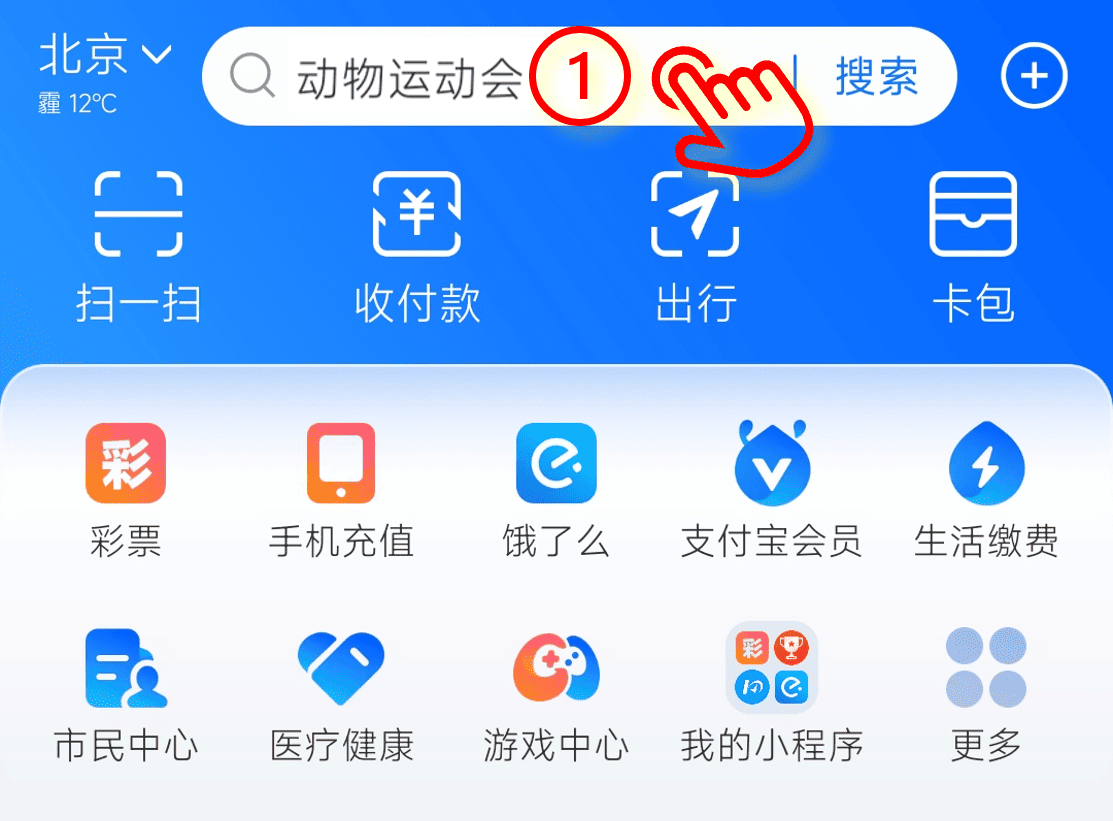 北京
霾 12℃
动物运动会 ① 搜索
扫一扫 收付款 出行 卡包
彩
彩票 手机充值 饿了么 支付宝会员 生活缴费
彩
市民中心 医疗健康 游戏中心 我的小程序 更多